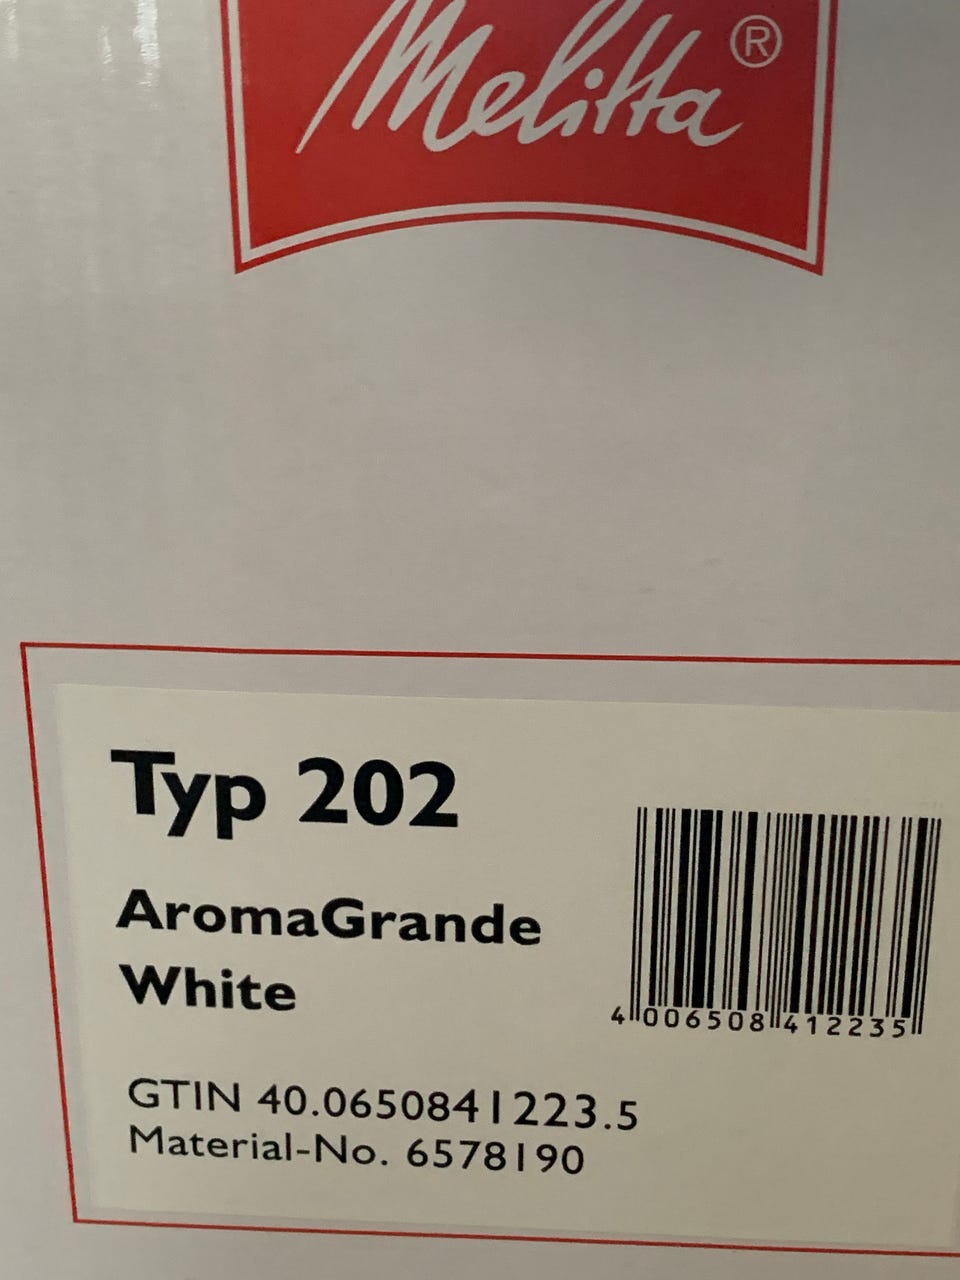 Melitta®
Typ 202
AromaGrande
White
4 006508 412235
GTIN 40.0650841223.5
Material-No. 6578190